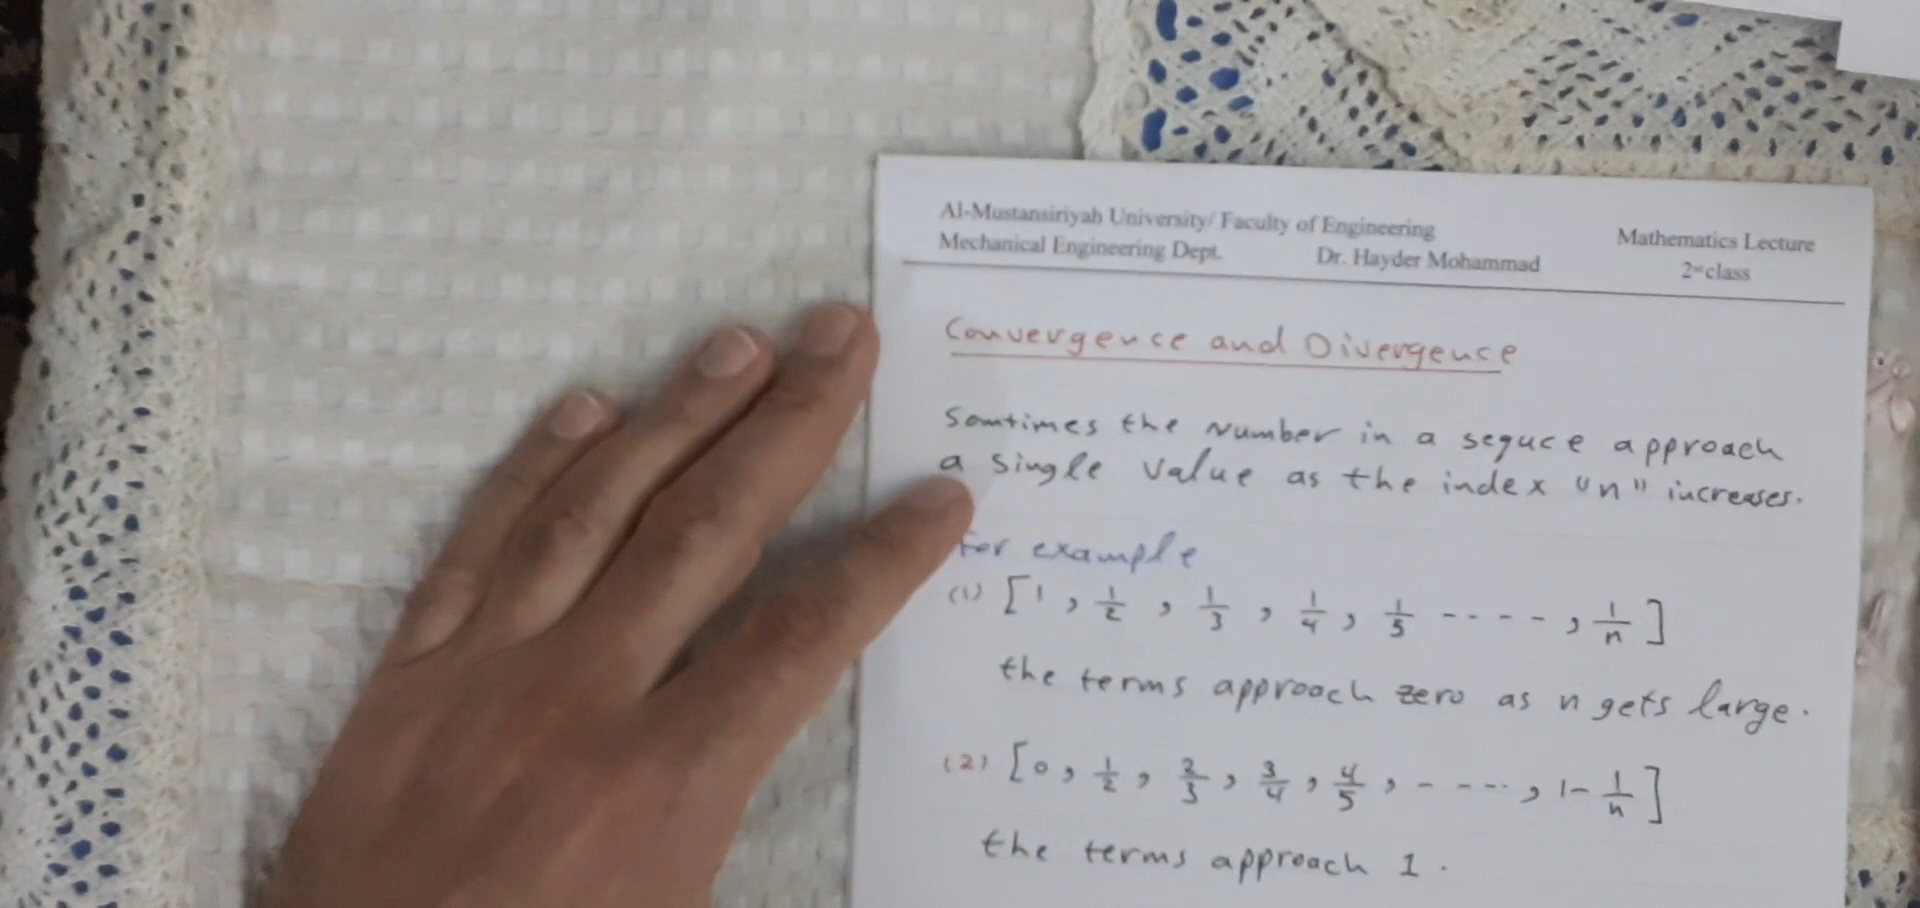 Al-Mustansiriyah University/ Faculty of Engineering
Mechanical Engineering Dept. Dr. Hayder Mohammad
Mathematics Lecture
2nd class
Convergence and Divergence
Somtimes the Number in a sequce approach
a single value as the index "n" increases.
For example
(1) [1, 1/2, 1/3, 1/4, 1/5 ----, 1/n]
the terms approach zero as n gets large.
(2) [0, 1/2, 2/3, 3/4, 4/5, - ----, 1-1/n]
the terms approach 1.